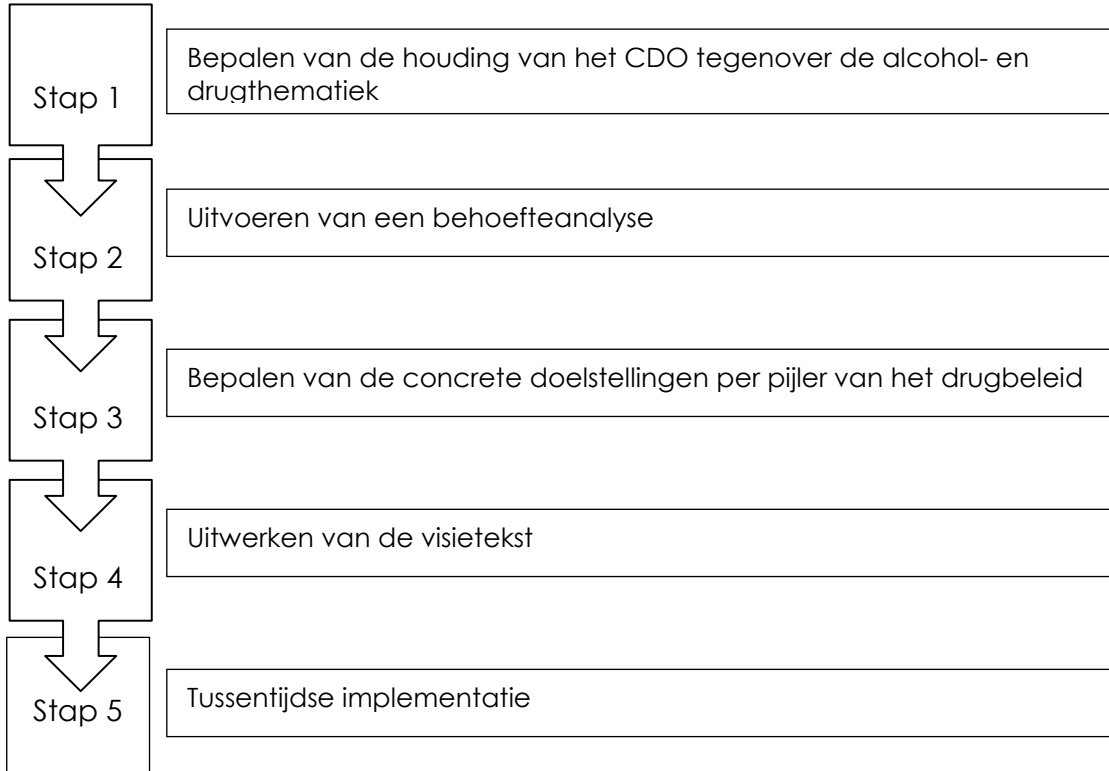 Stap 1
Bepalen van de houding van het CDO tegenover de alcohol- en
drugthematiek
Stap 2
Uitvoeren van een behoefteanalyse
Stap 3
Bepalen van de concrete doelstellingen per pijler van het drugbeleid
Stap 4
Uitwerken van de visietekst
Stap 5
Tussentijdse implementatie